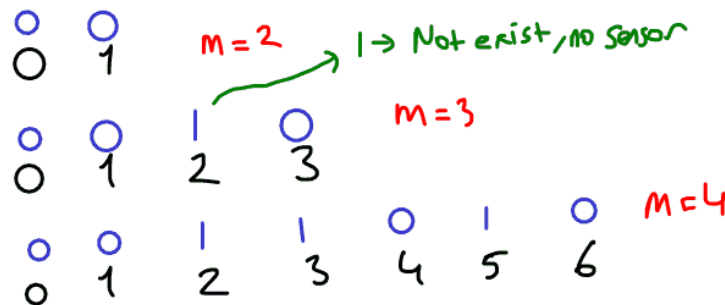 m=2 1→ Not exist, no sensor
0 1
m=3
0 1 2 3
m=4
0 1 2 3 4 5 6